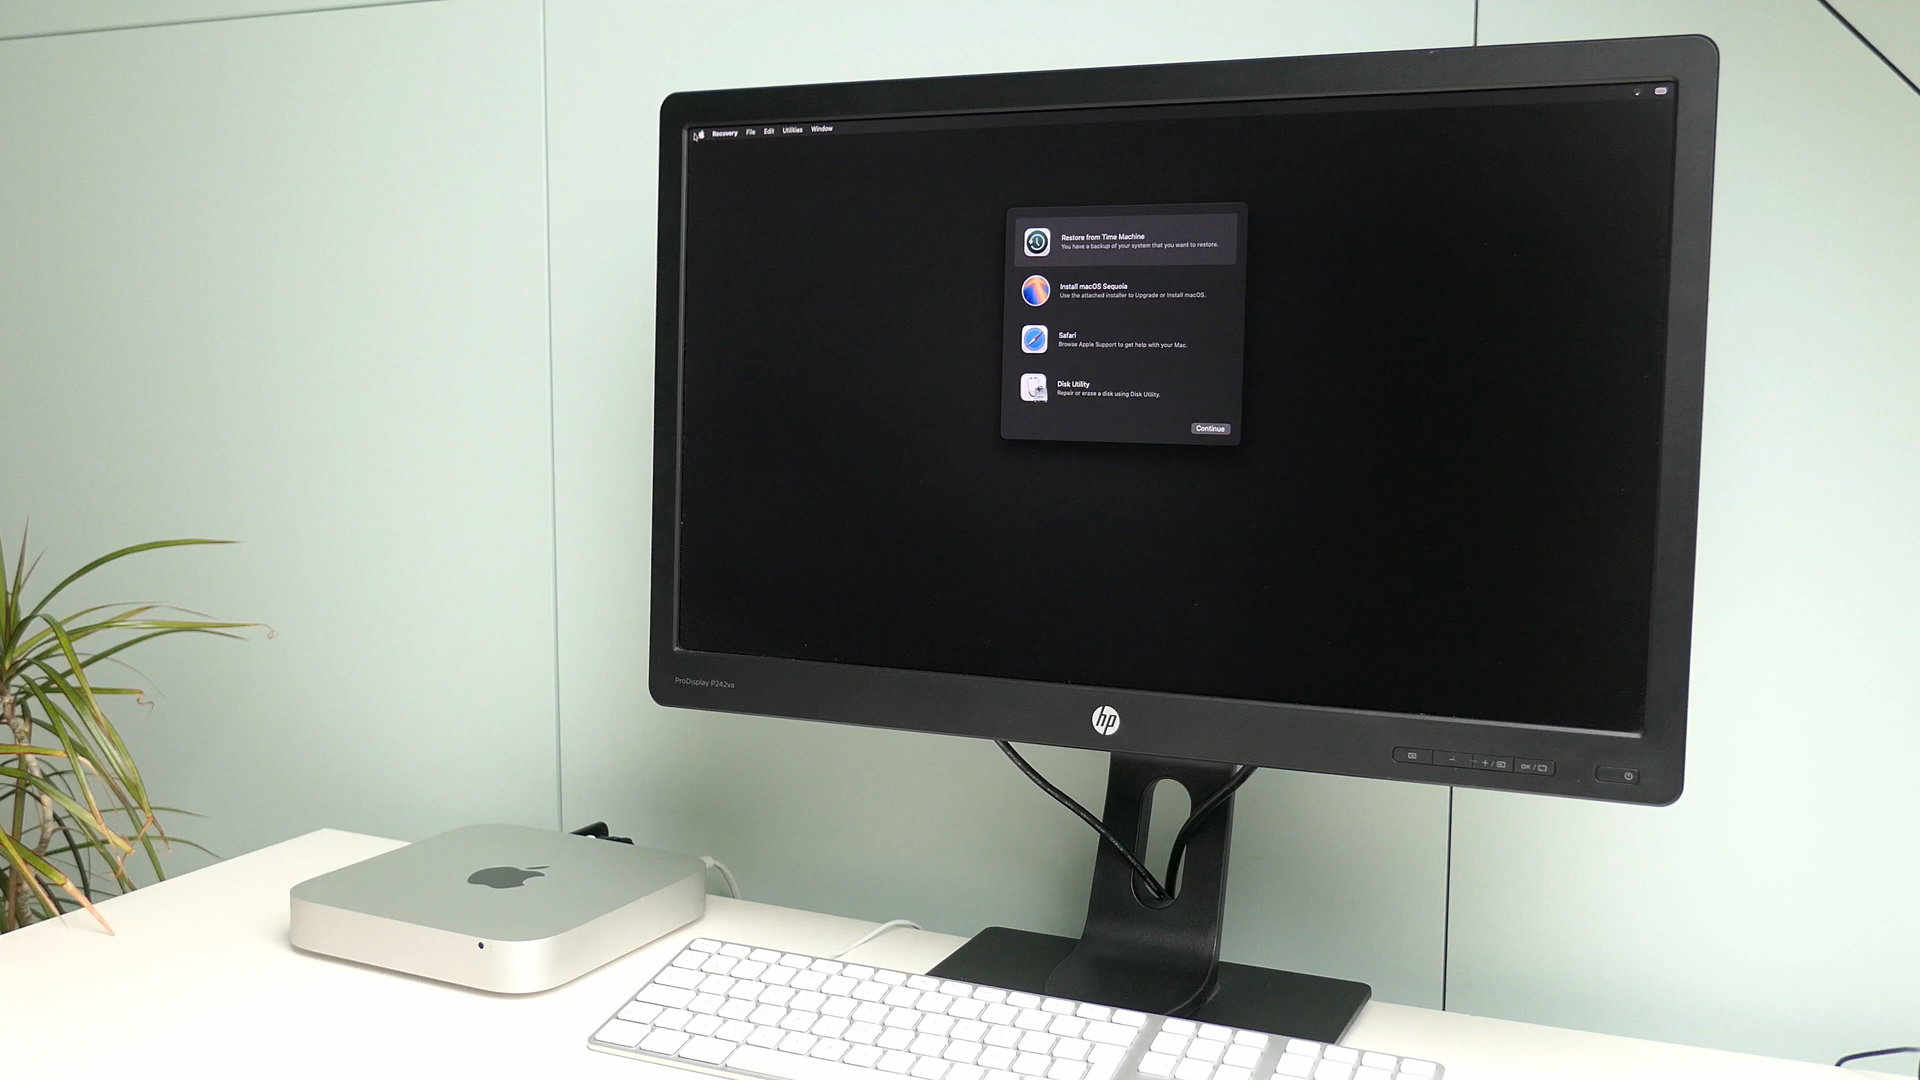 Recovery File Edit Utilities Window
Restore from Time Machine
You have a backup of your system that you want to restore.
Install macOS Sequoia
Use the attached installer to Upgrade or Install macOS.
Safari
Browse Apple Support to get help with your Mac.
Disk Utility
Repair or erase a disk using Disk Utility.
Continue
ProDisplay P242va
hp
OK /